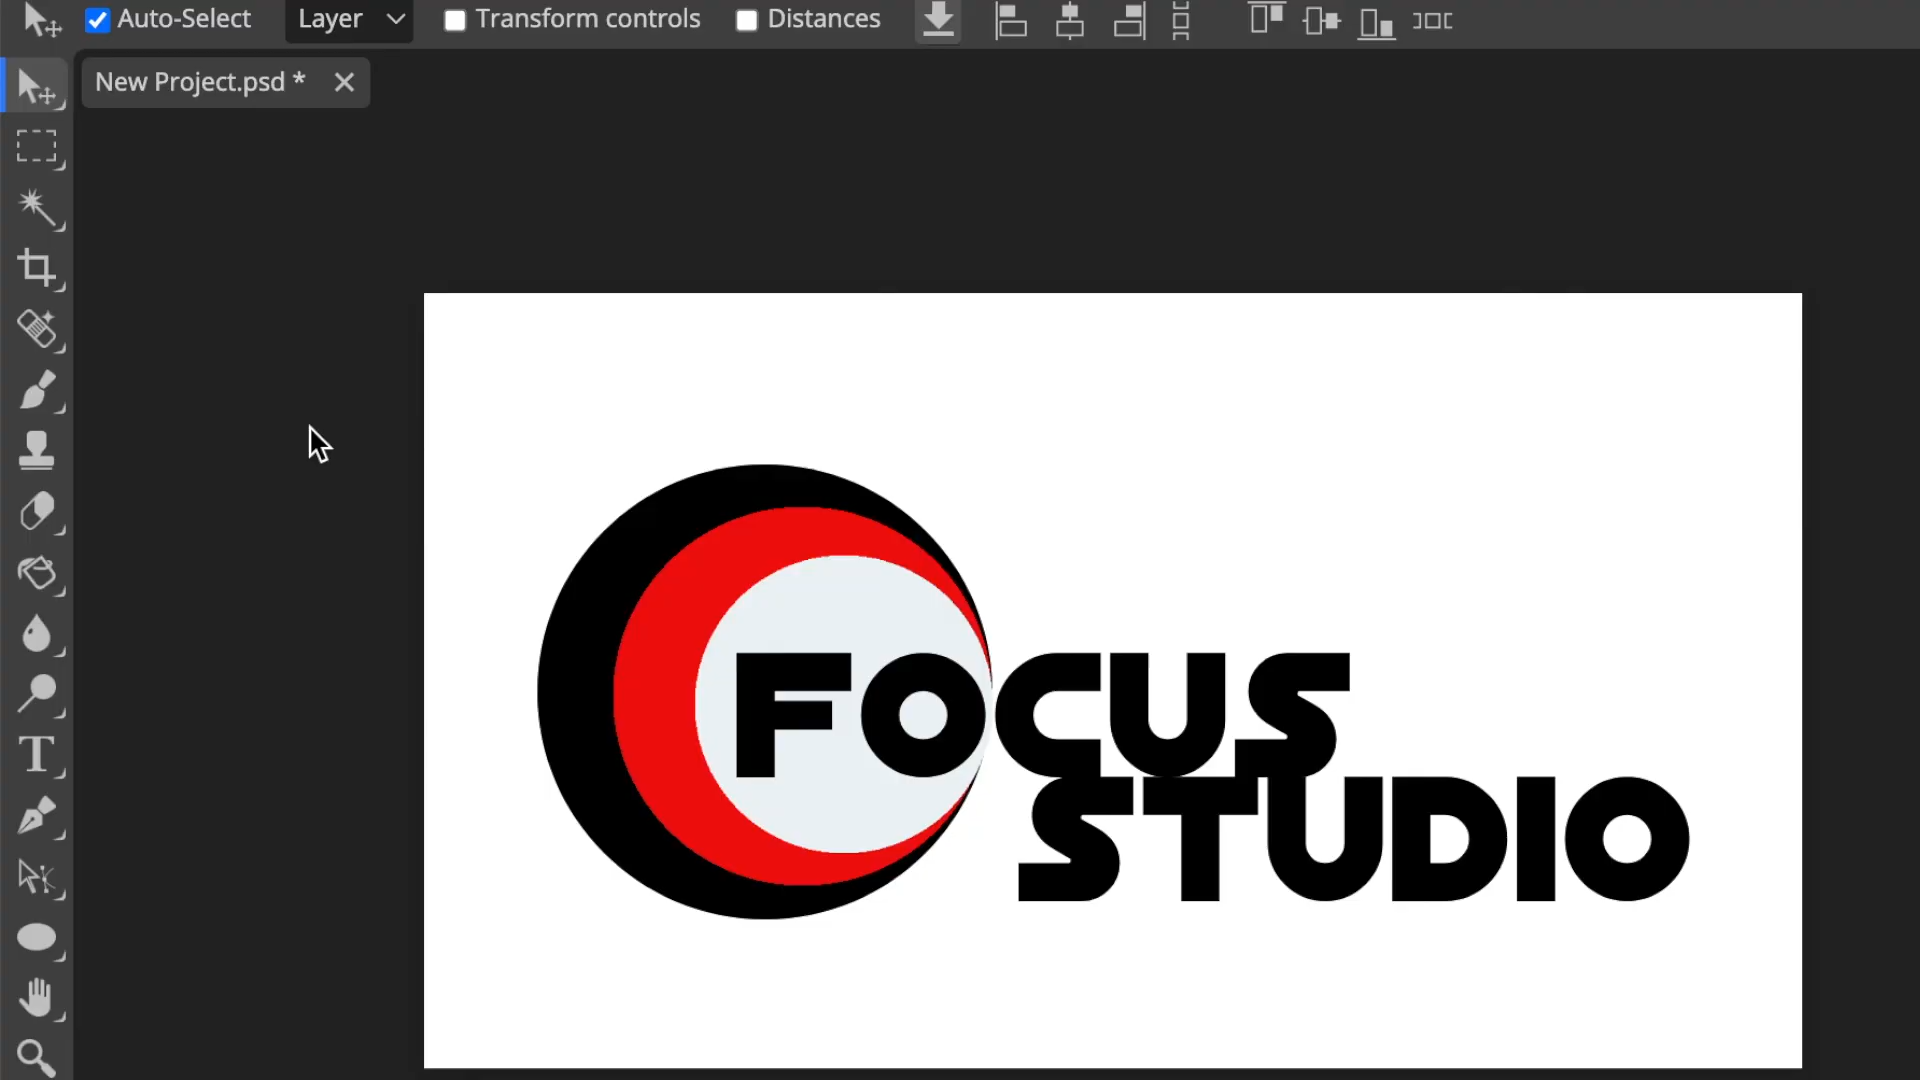 Auto-Select
Layer
Transform controls
Distances
New Project.psd *
FOCUS
STUDIO